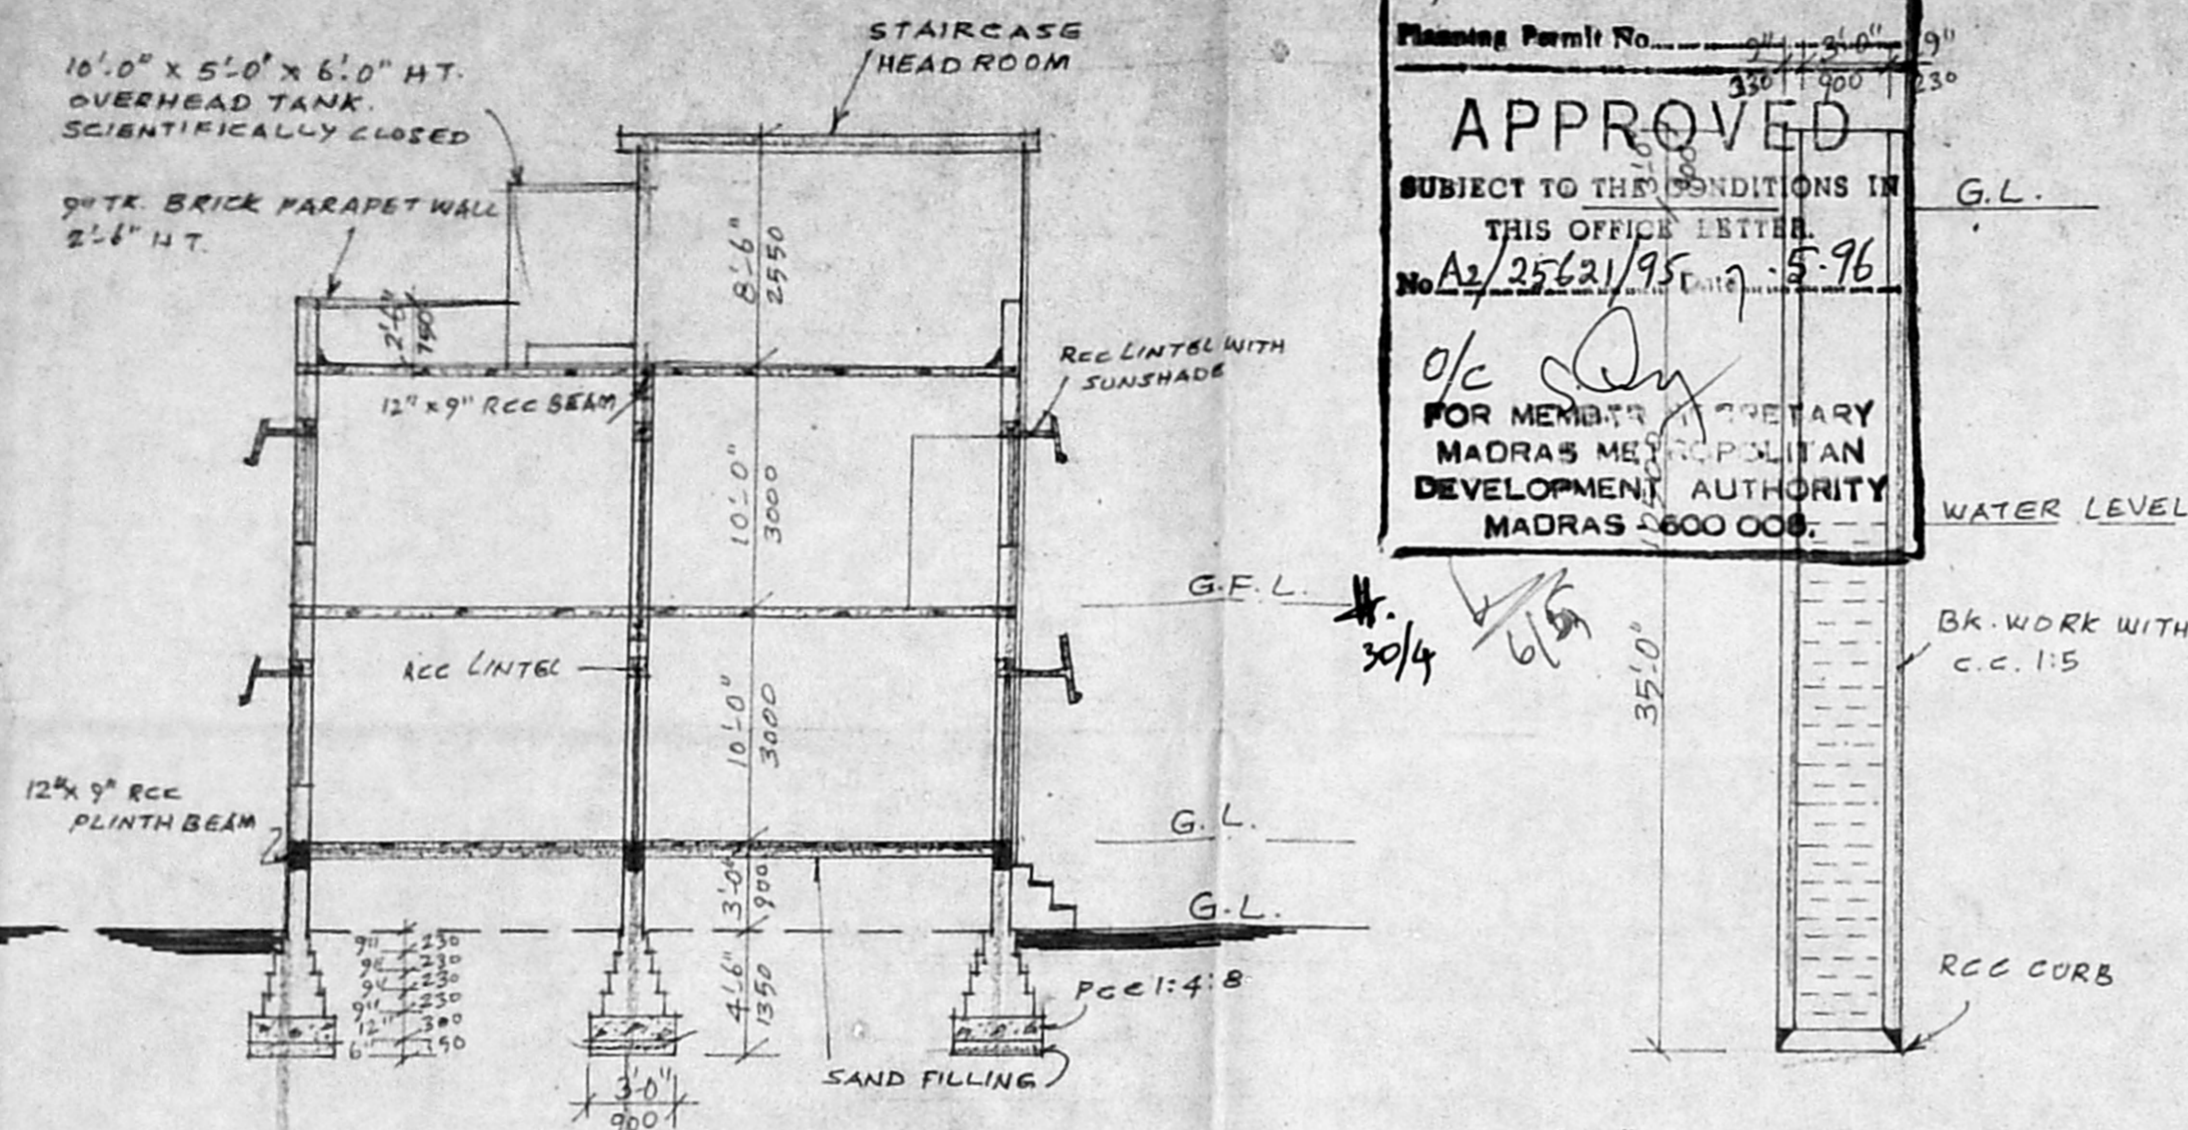 STAIRCASE
HEAD ROOM
10'-0" x 5'-0" x 6'-0" HT.
OVERHEAD TANK.
SCIENTIFICALLY CLOSED
9" TK. BRICK PARAPET WALL
2'-6" HT.
2'-6"
750
8'-6"
2550
12" x 9" RCC BEAM
RCC LINTEL WITH
SUNSHADE
10'-0"
3000
G.F.L.
RCC LINTEL
10'-0"
3000
12" x 9" RCC
PLINTH BEAM
G.L.
3'-0"
900
G.L.
9" 230
9" 230
9" 230
9" 230
12" 300
6" 150
4'-6"
1350
PCC 1:4:8
SAND FILLING
3'-0"
900
Planning Permit No.
9" 3'-0" 9"
230 900 230
APPROVED
SUBJECT TO THE CONDITIONS IN
THIS OFFICE LETTER.
No A2/25621/95 Date 7.5.96
O/C
FOR MEMBER SECRETARY
MADRAS METROPOLITAN
DEVELOPMENT AUTHORITY
MADRAS - 600 008.
30/4
6/5
3'-6"
900
G.L.
WATER LEVEL
35'-0"
BK. WORK WITH
C.C. 1:5
RCC CURB